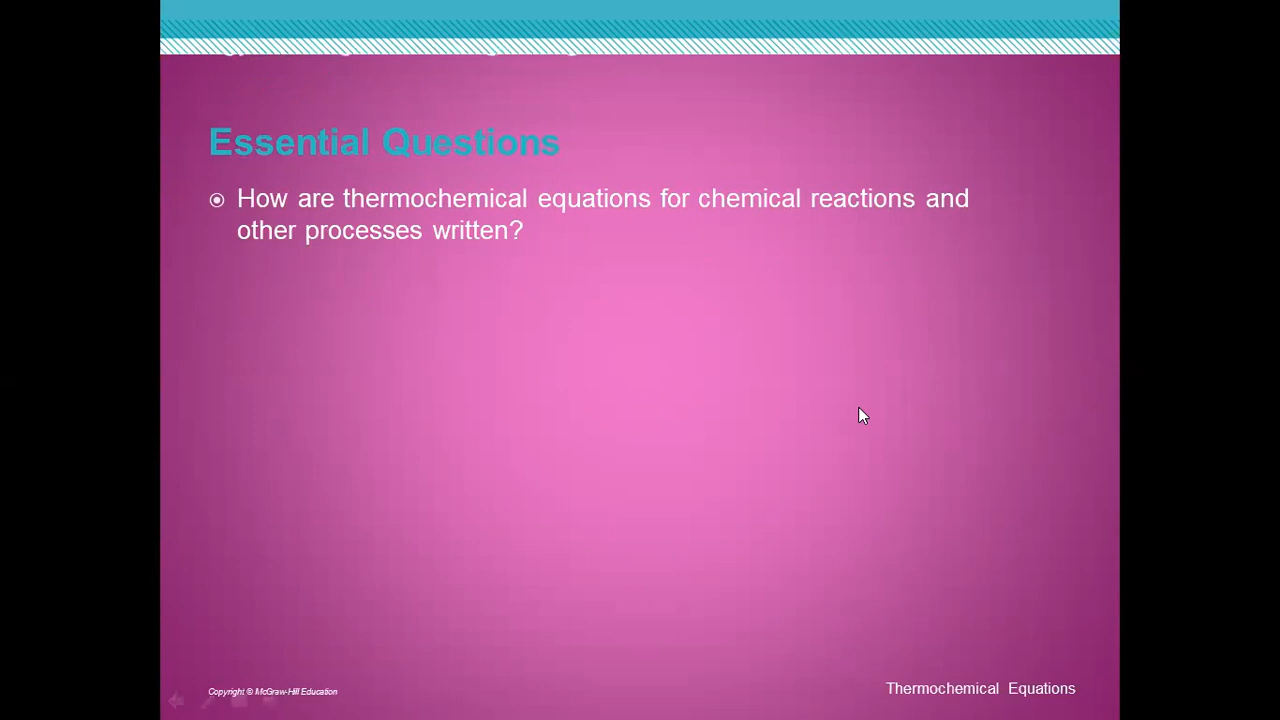 Essential Questions
How are thermochemical equations for chemical reactions and
other processes written?
Copyright © McGraw-Hill Education
Thermochemical Equations